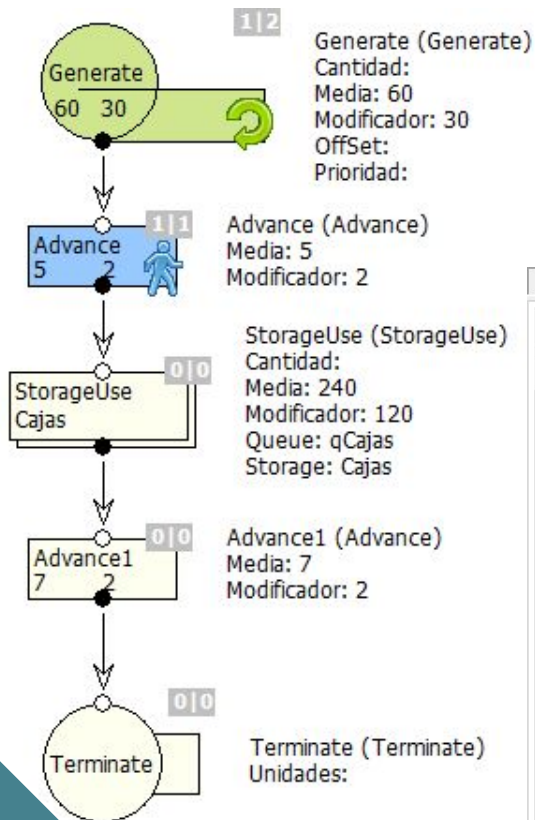 1|2
Generate
60 30
Generate (Generate)
Cantidad:
Media: 60
Modificador: 30
OffSet:
Prioridad:
1|1
Advance
5 2
Advance (Advance)
Media: 5
Modificador: 2
0|0
StorageUse
Cajas
StorageUse (StorageUse)
Cantidad:
Media: 240
Modificador: 120
Queue: qCajas
Storage: Cajas
0|0
Advance1
7 2
Advance1 (Advance)
Media: 7
Modificador: 2
0|0
Terminate
Terminate (Terminate)
Unidades: